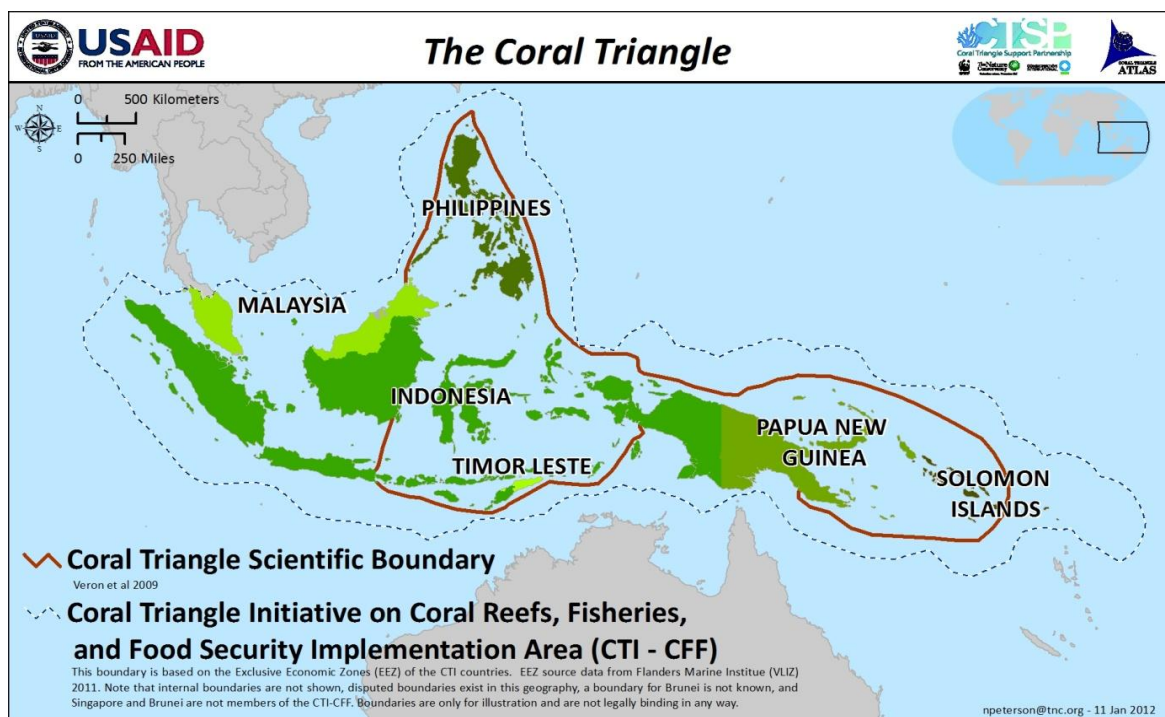 USAID
FROM THE AMERICAN PEOPLE
The Coral Triangle
CTSP
Coral Triangle Support Partnership
WWF
The Nature Conservancy
CORAL TRIANGLE
ATLAS
0 500 Kilometers
0 250 Miles
N
W E
S
PHILIPPINES
MALAYSIA
INDONESIA
PAPUA NEW
GUINEA
TIMOR LESTE
SOLOMON
ISLANDS
Coral Triangle Scientific Boundary
Veron et al 2009
Coral Triangle Initiative on Coral Reefs, Fisheries,
and Food Security Implementation Area (CTI - CFF)
This boundary is based on the Exclusive Economic Zones (EEZ) of the CTI countries. EEZ source data from Flanders Marine Institue (VLIZ)
2011. Note that internal boundaries are not shown, disputed boundaries exist in this geography, a boundary for Brunei is not known, and
Singapore and Brunei are not members of the CTI-CFF. Boundaries are only for illustration and are not legally binding in any way.
npeterson@tnc.org - 11 Jan 2012